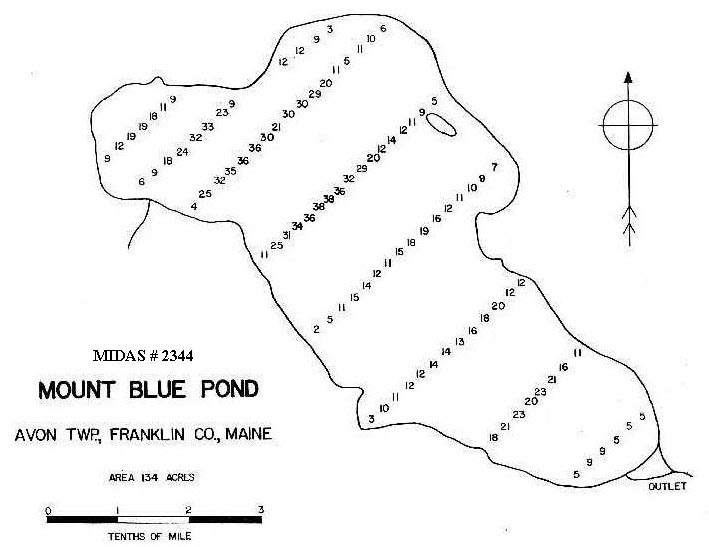 12 12 9 3
9 12 19 19 18 11 9
6 9 18 24 32 33 23 9
4 25 32 35 36 36 30 21 30 30 29 20 11 5 11 10 6
11 25 31 34 36 38 38 36 32 29 20 12 14 12 11 9 5
2 5 11 15 14 12 11 15 18 19 16 12 11 10 9 7
3 10 11 12 12 14 14 13 16 18 20 12 12
18 21 23 20 23 21 16 11
5 9 9 5 5 5
OUTLET
MIDAS # 2344
MOUNT BLUE POND
AVON TWP., FRANKLIN CO., MAINE
AREA 134 ACRES
0 1 2 3
TENTHS OF MILE